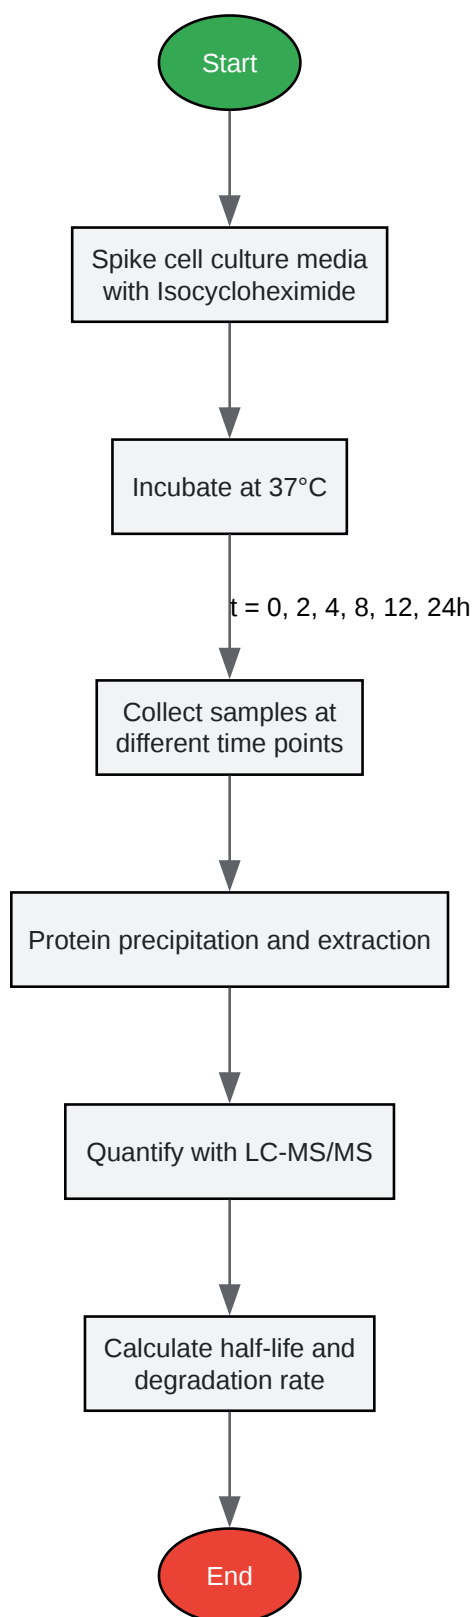 Start
Spike cell culture media
with Isocycloheximide
Incubate at 37°C
t = 0, 2, 4, 8, 12, 24h
Collect samples at
different time points
Protein precipitation and extraction
Quantify with LC-MS/MS
Calculate half-life and
degradation rate
End